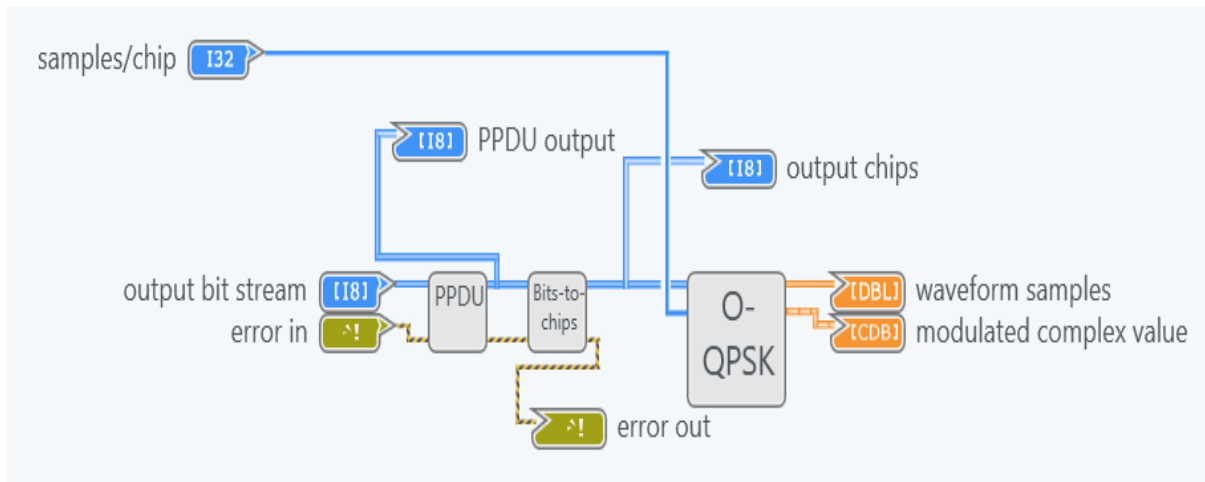 samples/chip
I32
[I8]
PPDU output
[I8]
output chips
output bit stream
[I8]
PPDU
Bits-to-
chips
O-
QPSK
[DBL]
waveform samples
error in
!
[CDB]
modulated complex value
!
error out